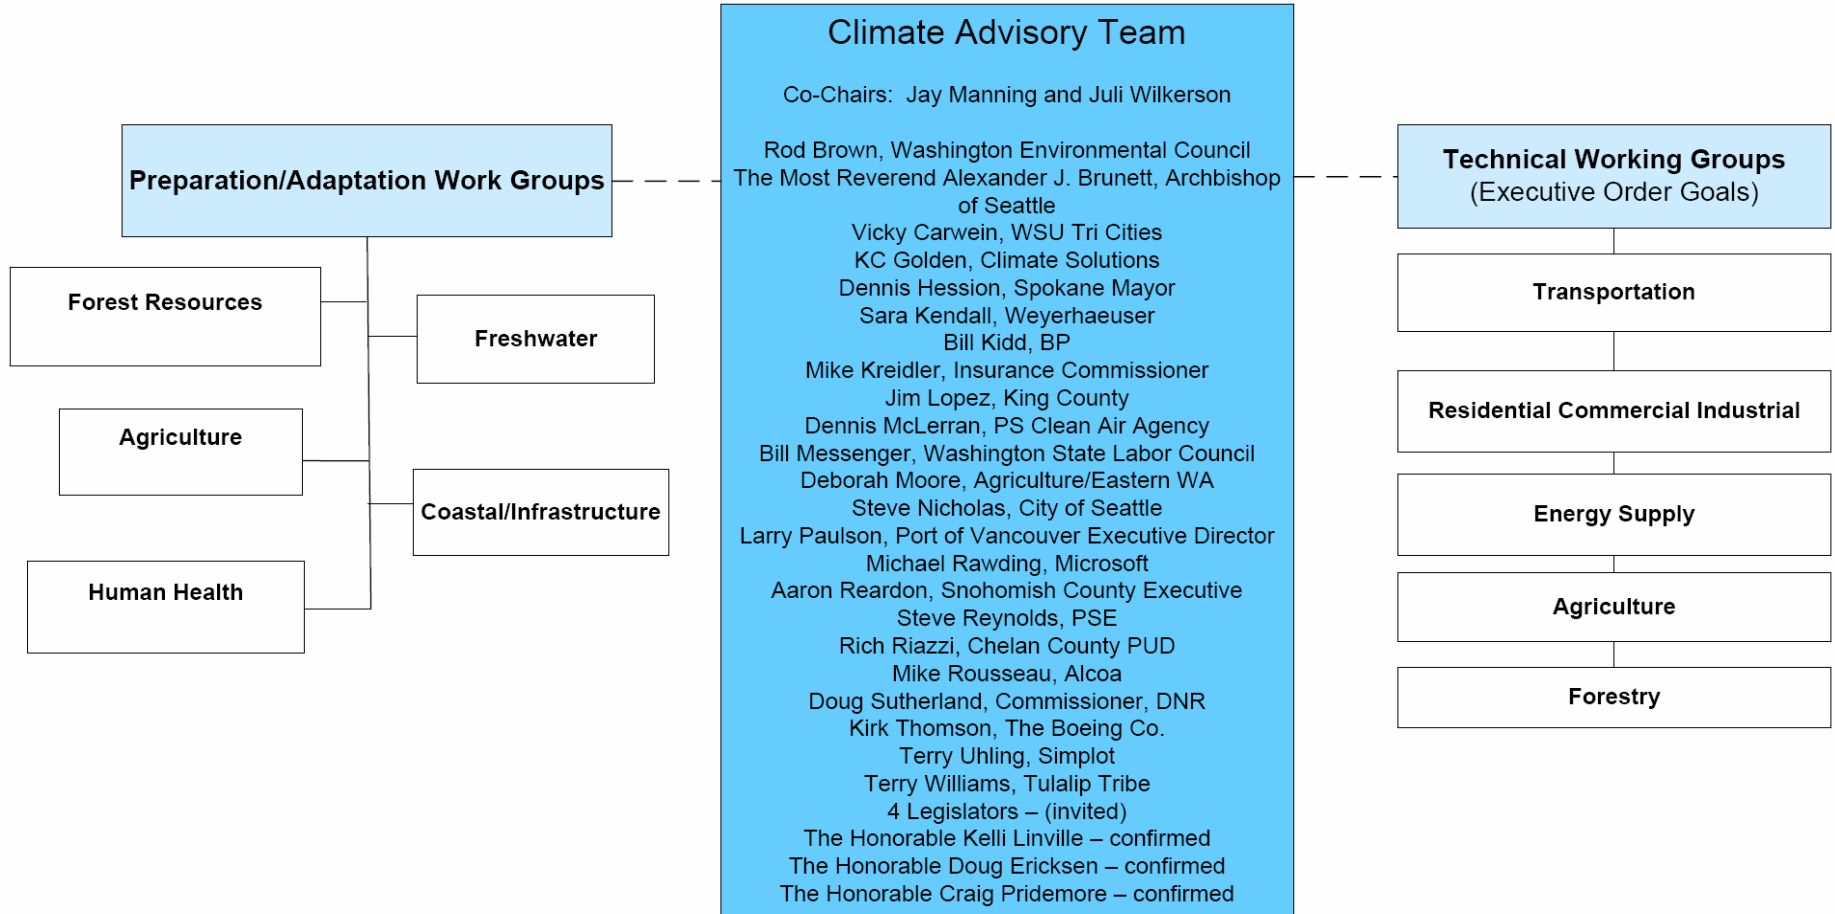 Climate Advisory Team
Co-Chairs: Jay Manning and Juli Wilkerson
Rod Brown, Washington Environmental Council
The Most Reverend Alexander J. Brunett, Archbishop
of Seattle
Vicky Carwein, WSU Tri Cities
KC Golden, Climate Solutions
Dennis Hession, Spokane Mayor
Sara Kendall, Weyerhaeuser
Bill Kidd, BP
Mike Kreidler, Insurance Commissioner
Jim Lopez, King County
Dennis McLerran, PS Clean Air Agency
Bill Messenger, Washington State Labor Council
Deborah Moore, Agriculture/Eastern WA
Steve Nicholas, City of Seattle
Larry Paulson, Port of Vancouver Executive Director
Michael Rawding, Microsoft
Aaron Reardon, Snohomish County Executive
Steve Reynolds, PSE
Rich Riazzi, Chelan County PUD
Mike Rousseau, Alcoa
Doug Sutherland, Commissioner, DNR
Kirk Thomson, The Boeing Co.
Terry Uhling, Simplot
Terry Williams, Tulalip Tribe
4 Legislators – (invited)
The Honorable Kelli Linville – confirmed
The Honorable Doug Ericksen – confirmed
The Honorable Craig Pridemore – confirmed
Preparation/Adaptation Work Groups
Forest Resources
Freshwater
Agriculture
Coastal/Infrastructure
Human Health
Technical Working Groups
(Executive Order Goals)
Transportation
Residential Commercial Industrial
Energy Supply
Agriculture
Forestry